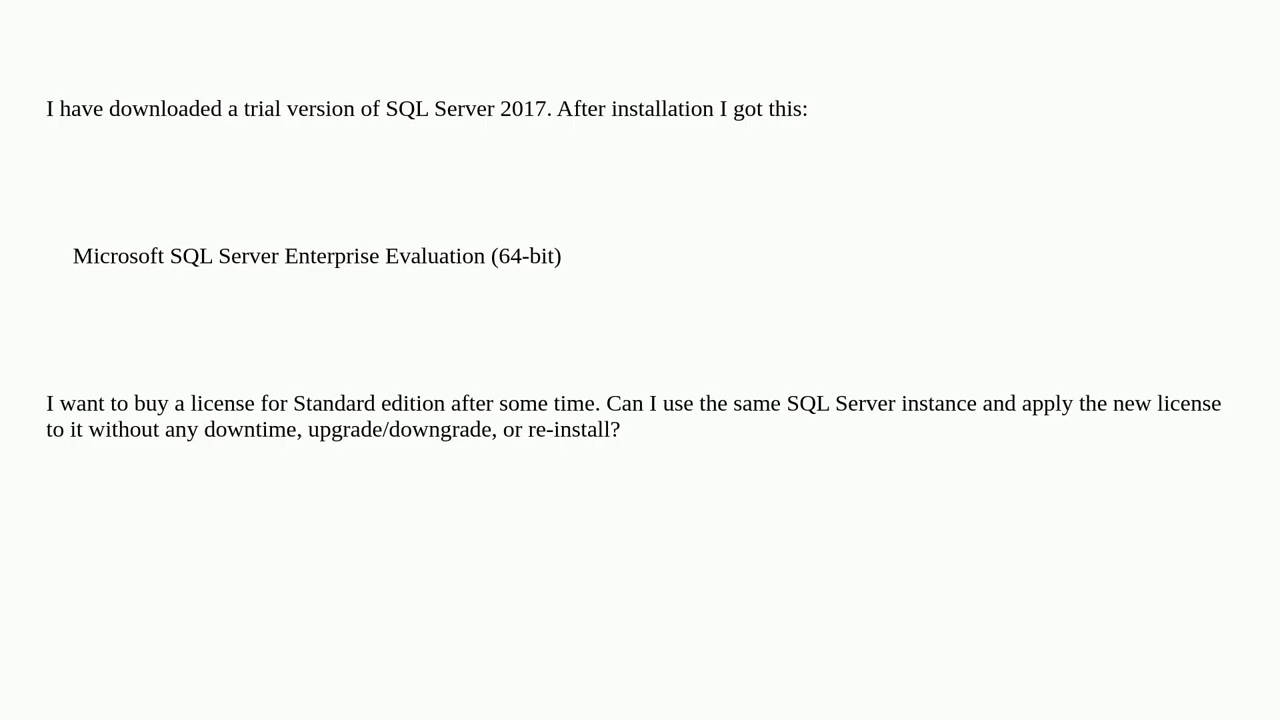 I have downloaded a trial version of SQL Server 2017. After installation I got this:
Microsoft SQL Server Enterprise Evaluation (64-bit)
I want to buy a license for Standard edition after some time. Can I use the same SQL Server instance and apply the new license
to it without any downtime, upgrade/downgrade, or re-install?